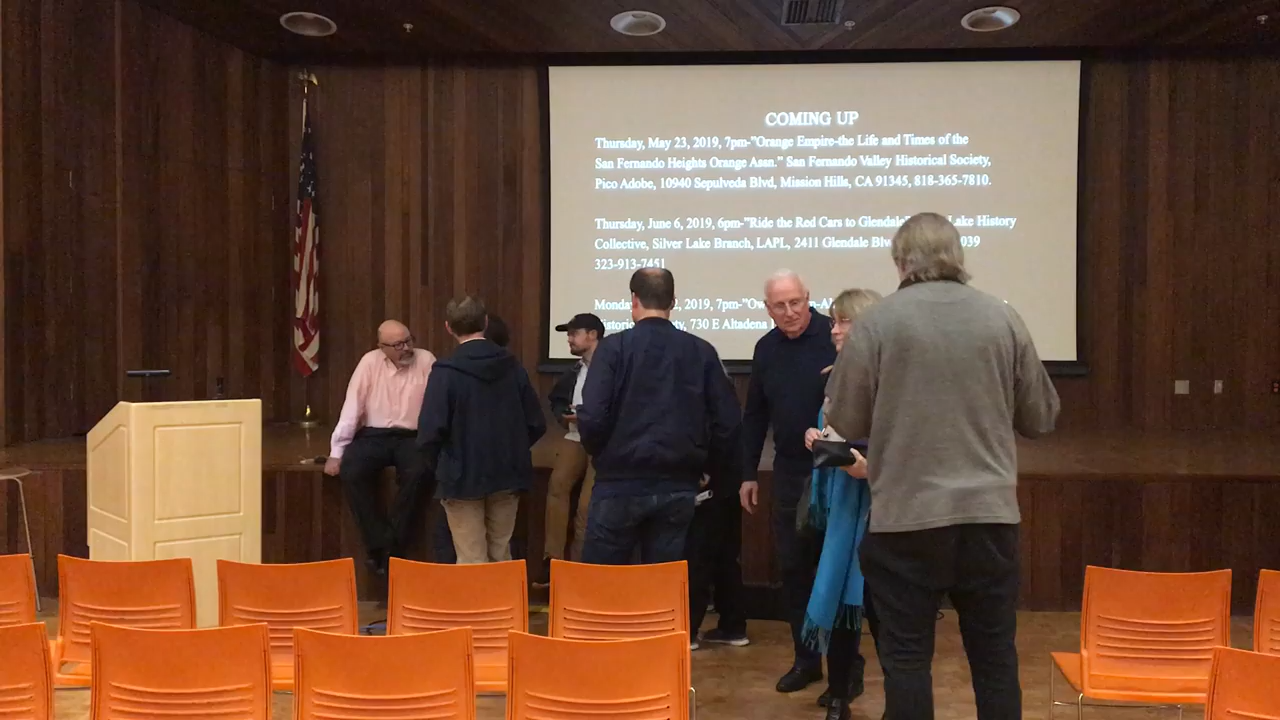 COMING UP
Thursday, May 23, 2019, 7pm-"Orange Empire-the Life and Times of the
San Fernando Heights Orange Assn." San Fernando Valley Historical Society,
Pico Adobe, 10940 Sepulveda Blvd, Mission Hills, CA 91345, 818-365-7810.
Thursday, June 6, 2019, 6pm-"Ride the Red Cars to Glendale" Lake History
Collective, Silver Lake Branch, LAPL, 2411 Glendale 039
323-913-7451
2019, 7pm-
730 E Altadena